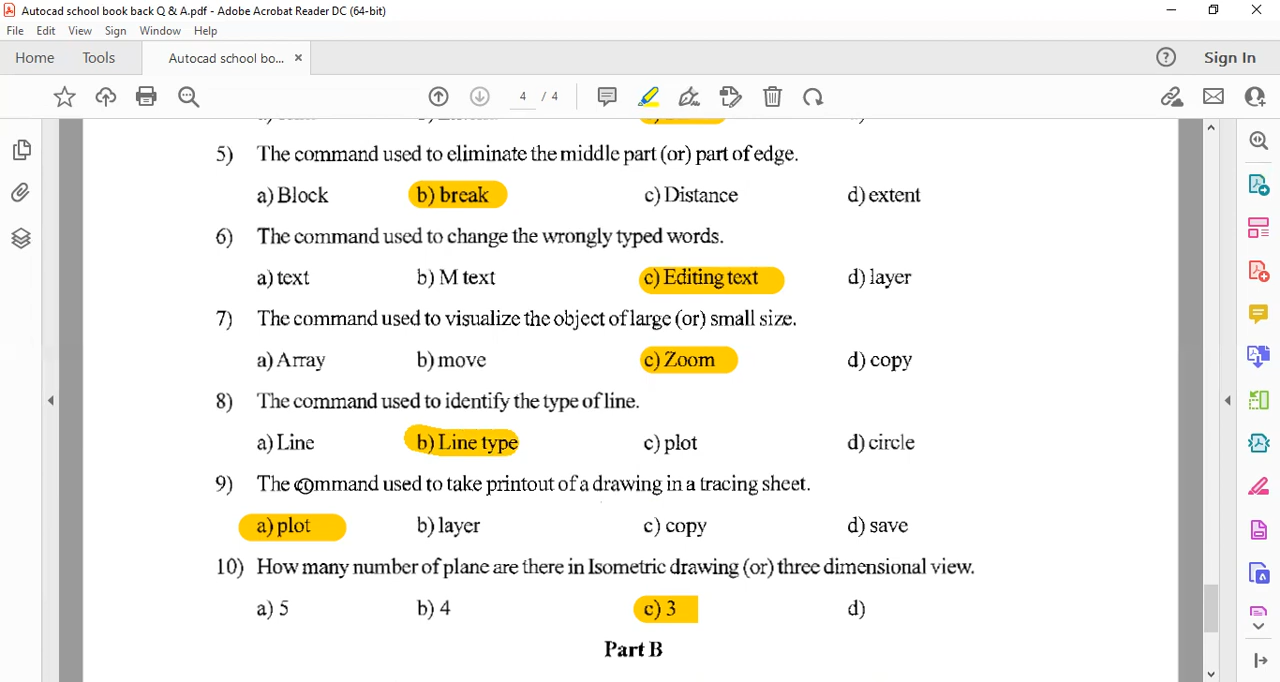 Autocad school book back Q & A.pdf - Adobe Acrobat Reader DC (64-bit)
File Edit View Sign Window Help
Home Tools Autocad school bo... × Sign In
4 / 4
5) The command used to eliminate the middle part (or) part of edge.
a) Block b) break c) Distance d) extent
6) The command used to change the wrongly typed words.
a) text b) M text c) Editing text d) layer
7) The command used to visualize the object of large (or) small size.
a) Array b) move c) Zoom d) copy
8) The command used to identify the type of line.
a) Line b) Line type c) plot d) circle
9) The command used to take printout of a drawing in a tracing sheet.
a) plot b) layer c) copy d) save
10) How many number of plane are there in Isometric drawing (or) three dimensional view.
a) 5 b) 4 c) 3 d)
Part B